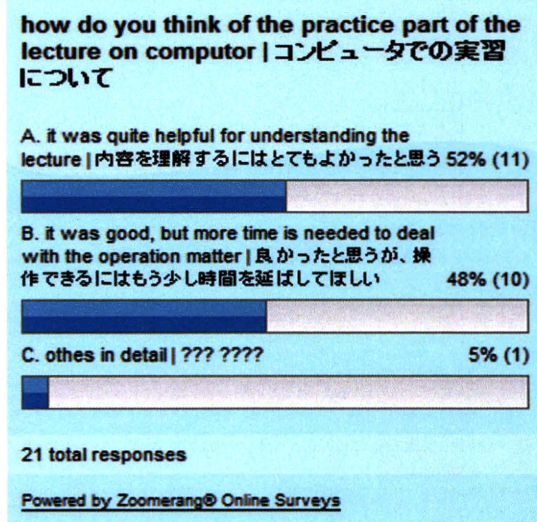 how do you think of the practice part of the
lecture on computor | コンピュータでの実習
について
A. it was quite helpful for understanding the
lecture | 内容を理解するにはとてもよかったと思う 52% (11)
B. it was good, but more time is needed to deal
with the operation matter | 良かったと思うが、操
作できるにはもう少し時間を延ばしてほしい 48% (10)
C. othes in detail | ??? ???? 5% (1)
21 total responses
Powered by Zoomerang® Online Surveys